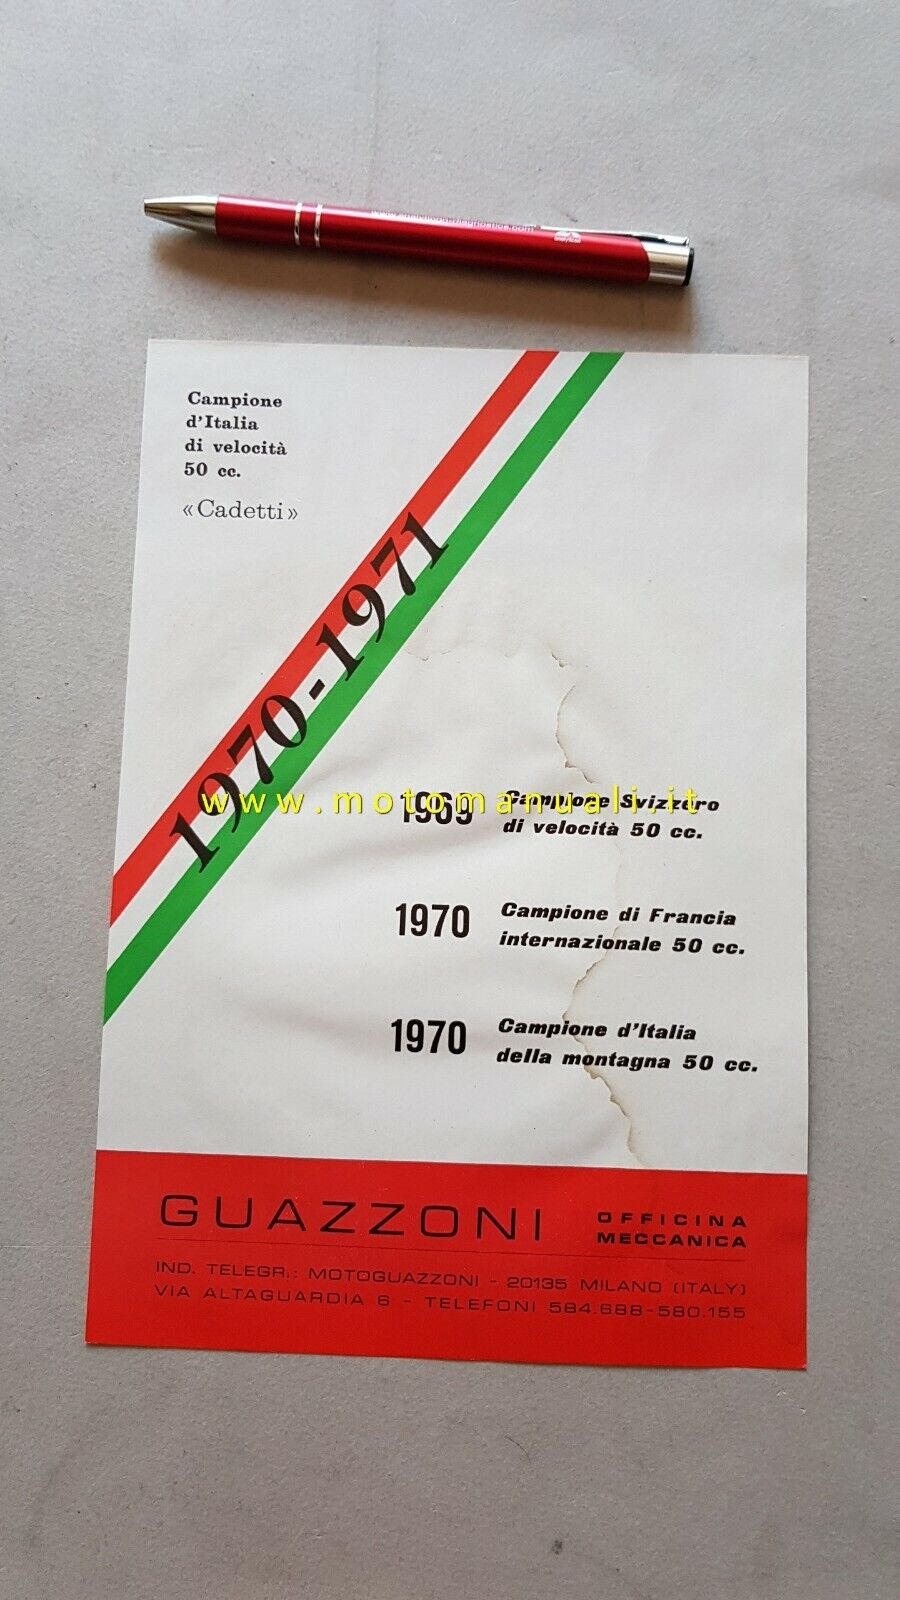 Campione
d'Italia
di velocità
50 cc.
« Cadetti »
1970-1971
www.motomanuali.it
1969 Campione Svizzero
di velocità 50 cc.
1970 Campione di Francia
internazionale 50 cc.
1970 Campione d'Italia
della montagna 50 cc.
GUAZZONI OFFICINA
MECCANICA
IND. TELEGR.: MOTOGUAZZONI - 20135 MILANO (ITALY)
VIA ALTAGUARDIA 6 - TELEFONI 584.688-580.155